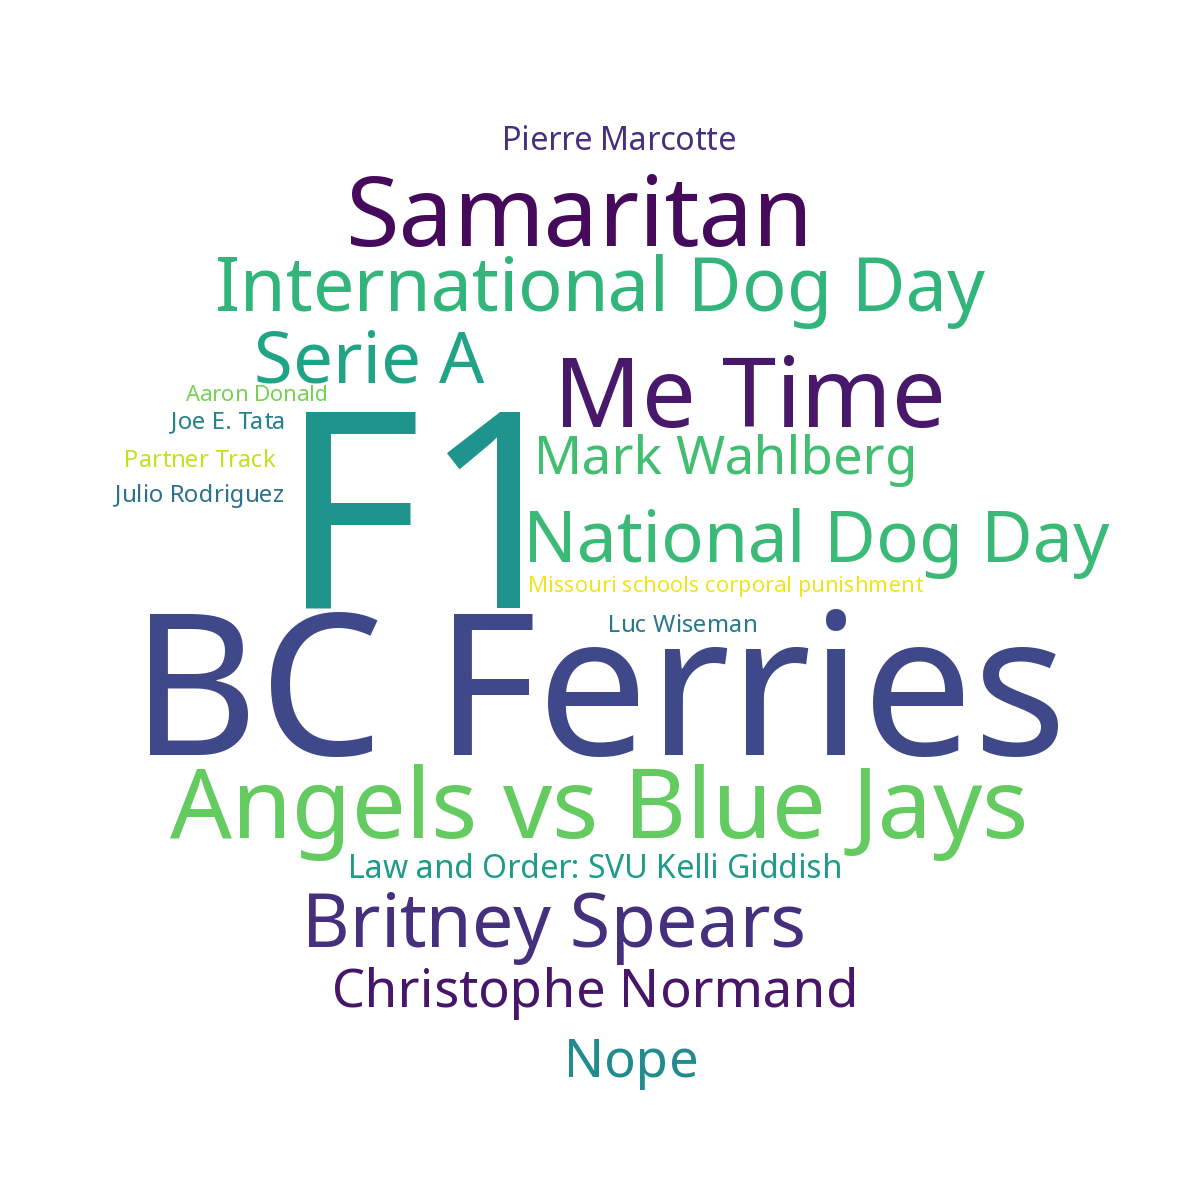 Pierre Marcotte
Samaritan
International Dog Day
Serie A
Me Time
Aaron Donald
Joe E. Tata
F1
Mark Wahlberg
Partner Track
Julio Rodriguez
National Dog Day
Missouri schools corporal punishment
Luc Wiseman
BC Ferries
Angels vs Blue Jays
Law and Order: SVU Kelli Giddish
Britney Spears
Christophe Normand
Nope